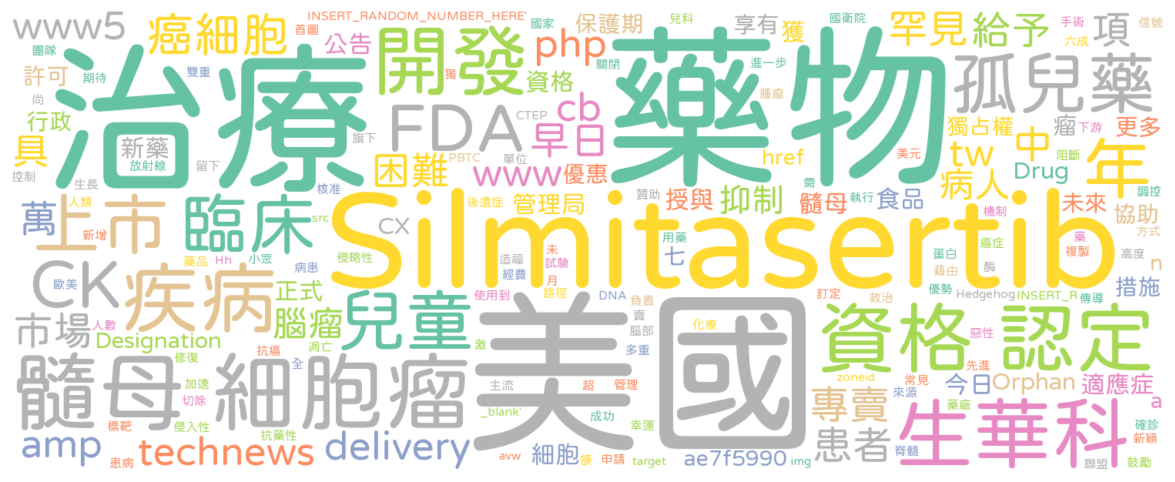 www5
癌細胞
INSERT_RANDOM_NUMBER_HERE'
首圖
公告
開發
國家
保護期
php
兒科
國衛院
享有
獲
罕見
給予
手術
六成
項
信號
團隊
期待
許可
尚
行政
雙重
治療
獨
資格
FDA
CTEP
關閉
進一步
藥物
腫瘤
孤兒藥
新藥
放射線
具
控制
生長
留下
旗下
cb
早日
獨占權
瘤
下游
更多
中
tw
href
困難
PBTC
單位
www
優惠
美元
Drug
阻斷
年
病人
調控
核准
後遺症
管理局
贊助
授與
抑制
需
髓母
執行
食品
機制
未來
協助
方式
萬
上市
人類
新增
臨床
src
Silmitasertib
CX
侵略性
藥品
Hh
小眾
病患
造福
經費
未
試驗
月
用藥
七
蛋白
癌症
藉由
酶
藥
複製
高度
n
CK
疾病
歐美
正式
腦瘤
兒童
使用到
路徑
DNA
負責
賣
腦部
優勢
Hedgehog
INSERT_R
傳導
措施
訂定
救治
市場
人數
Designation
修復
凋亡
抗癌
激
美國
化療
多重
資格
認定
惡性
先進
髓母
細胞瘤
加速
切除
全
主流
超
管理
_blank'
zoneid
常見
來源
今日
Orphan
適應症
標靶
侵入性
抗藥性
成功
幸運
專賣
藥廠
生華科
a
確診
新穎
amp
technews
delivery
患病
avw
細胞
額
申請
target
ae7f5990
img
患者
脊髓
聯盟
鼓勵